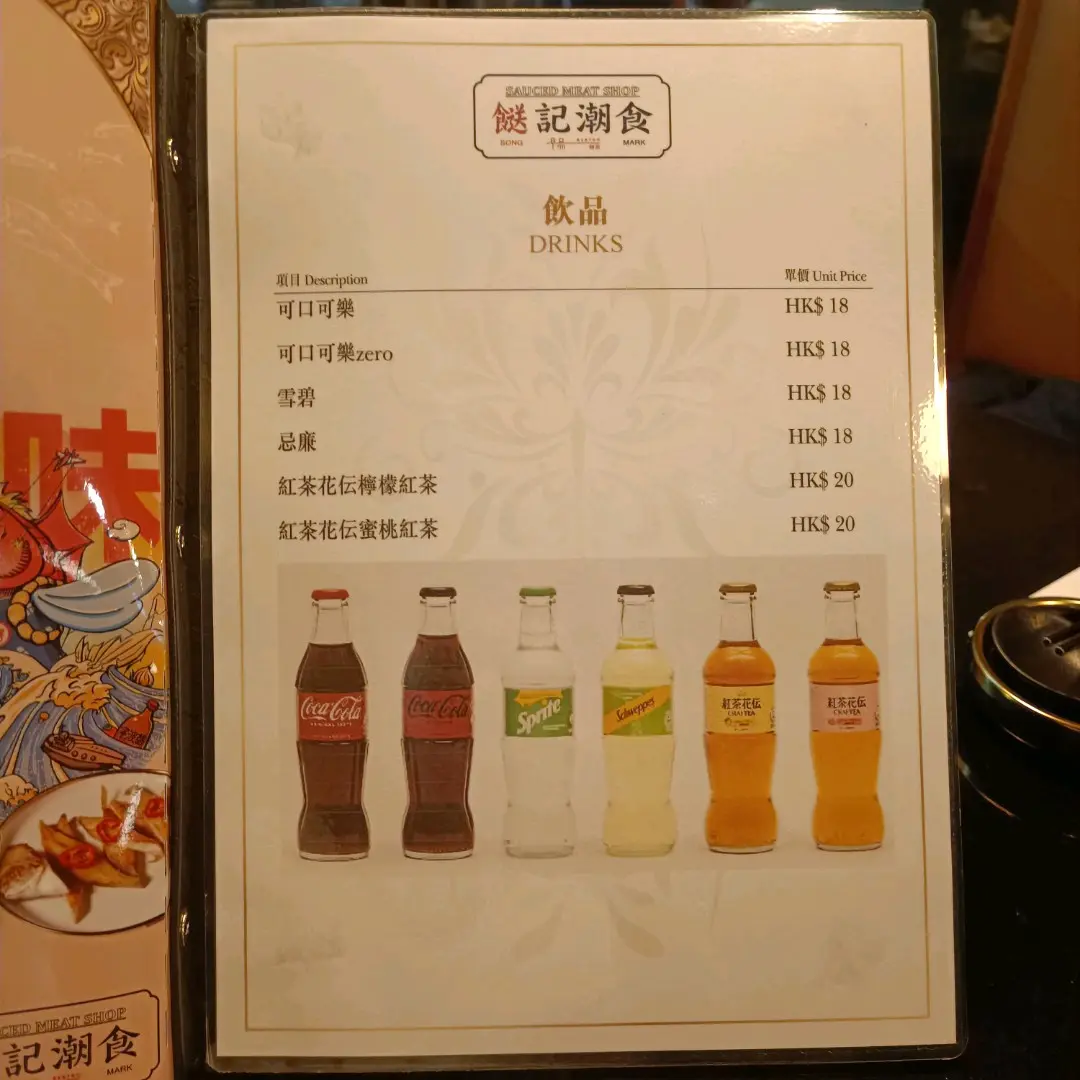 SAUCED MEAT SHOP
餸記潮食
SONG
MARK
飲品
DRINKS
項目 Description 單價 Unit Price
可口可樂 HK$ 18
可口可樂zero HK$ 18
雪碧 HK$ 18
忌廉 HK$ 18
紅茶花伝檸檬紅茶 HK$ 20
紅茶花伝蜜桃紅茶 HK$ 20
Coca-Cola
Coca-Cola
Sprite
Schweppes
紅茶花伝
CRAFTEA
紅茶花伝
CRAFTEA
味
CED MEAT SHOP
記潮食
MARK